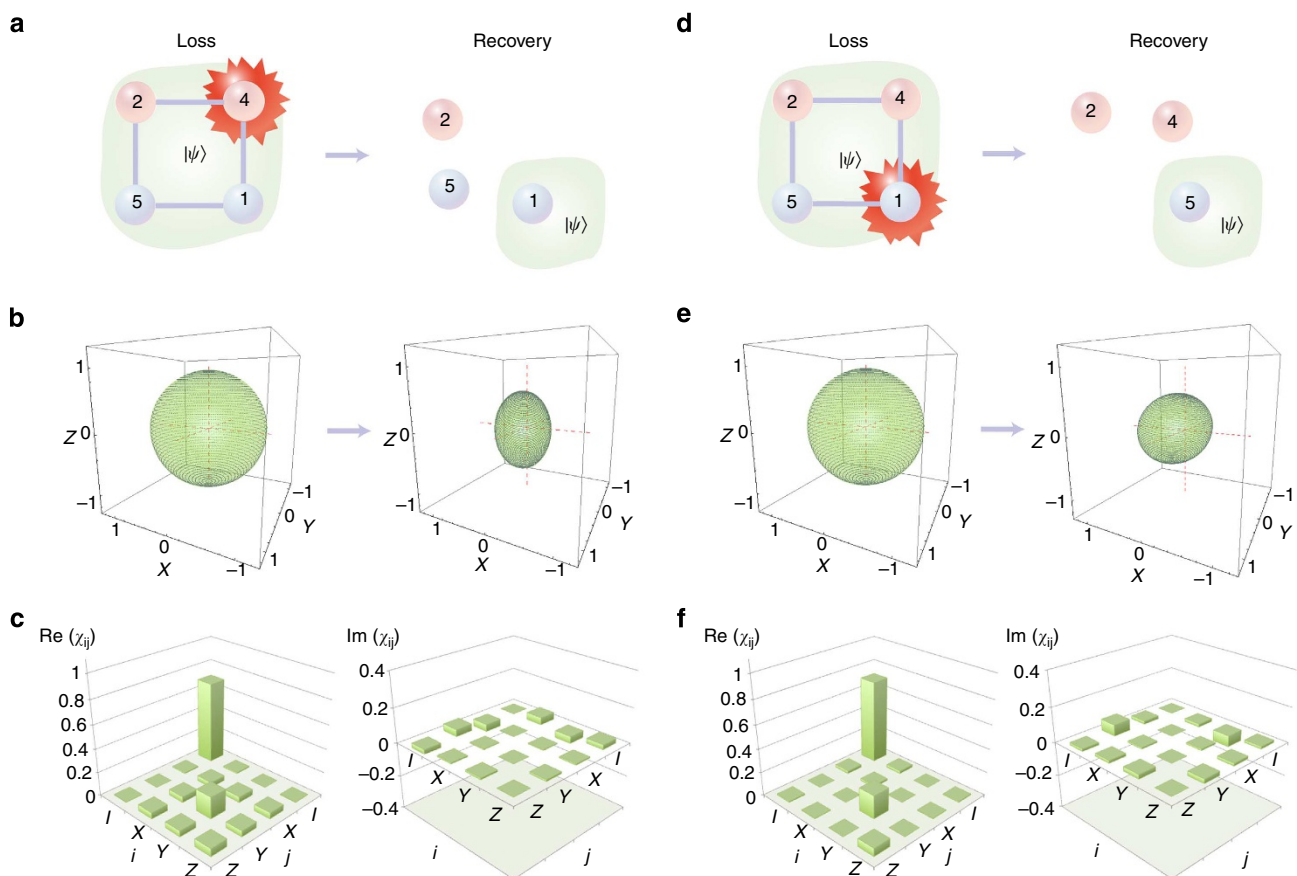 a
Loss
Recovery
2
4
|ψ⟩
5
1
2
5
1
|ψ⟩
d
Loss
Recovery
2
4
|ψ⟩
5
1
2
4
5
|ψ⟩
b
1
Z 0
–1
1
0
X
–1
1
0
Y
–1
1
Z 0
–1
1
0
X
–1
1
0
Y
–1
e
1
Z 0
–1
1
0
X
–1
1
0
Y
–1
1
Z 0
–1
1
0
X
–1
1
0
Y
–1
c
Re (χij)
1
0.8
0.6
0.4
0.2
0
I
X
Y
Z
i
Z
Y
X
I
j
Im (χij)
0.4
0.2
0
–0.2
–0.4
I
X
Y
Z
i
Z
Y
X
I
j
f
Re (χij)
1
0.8
0.6
0.4
0.2
0
I
X
Y
Z
i
Z
Y
X
I
j
Im (χij)
0.4
0.2
0
–0.2
–0.4
I
X
Y
Z
i
Z
Y
X
I
j